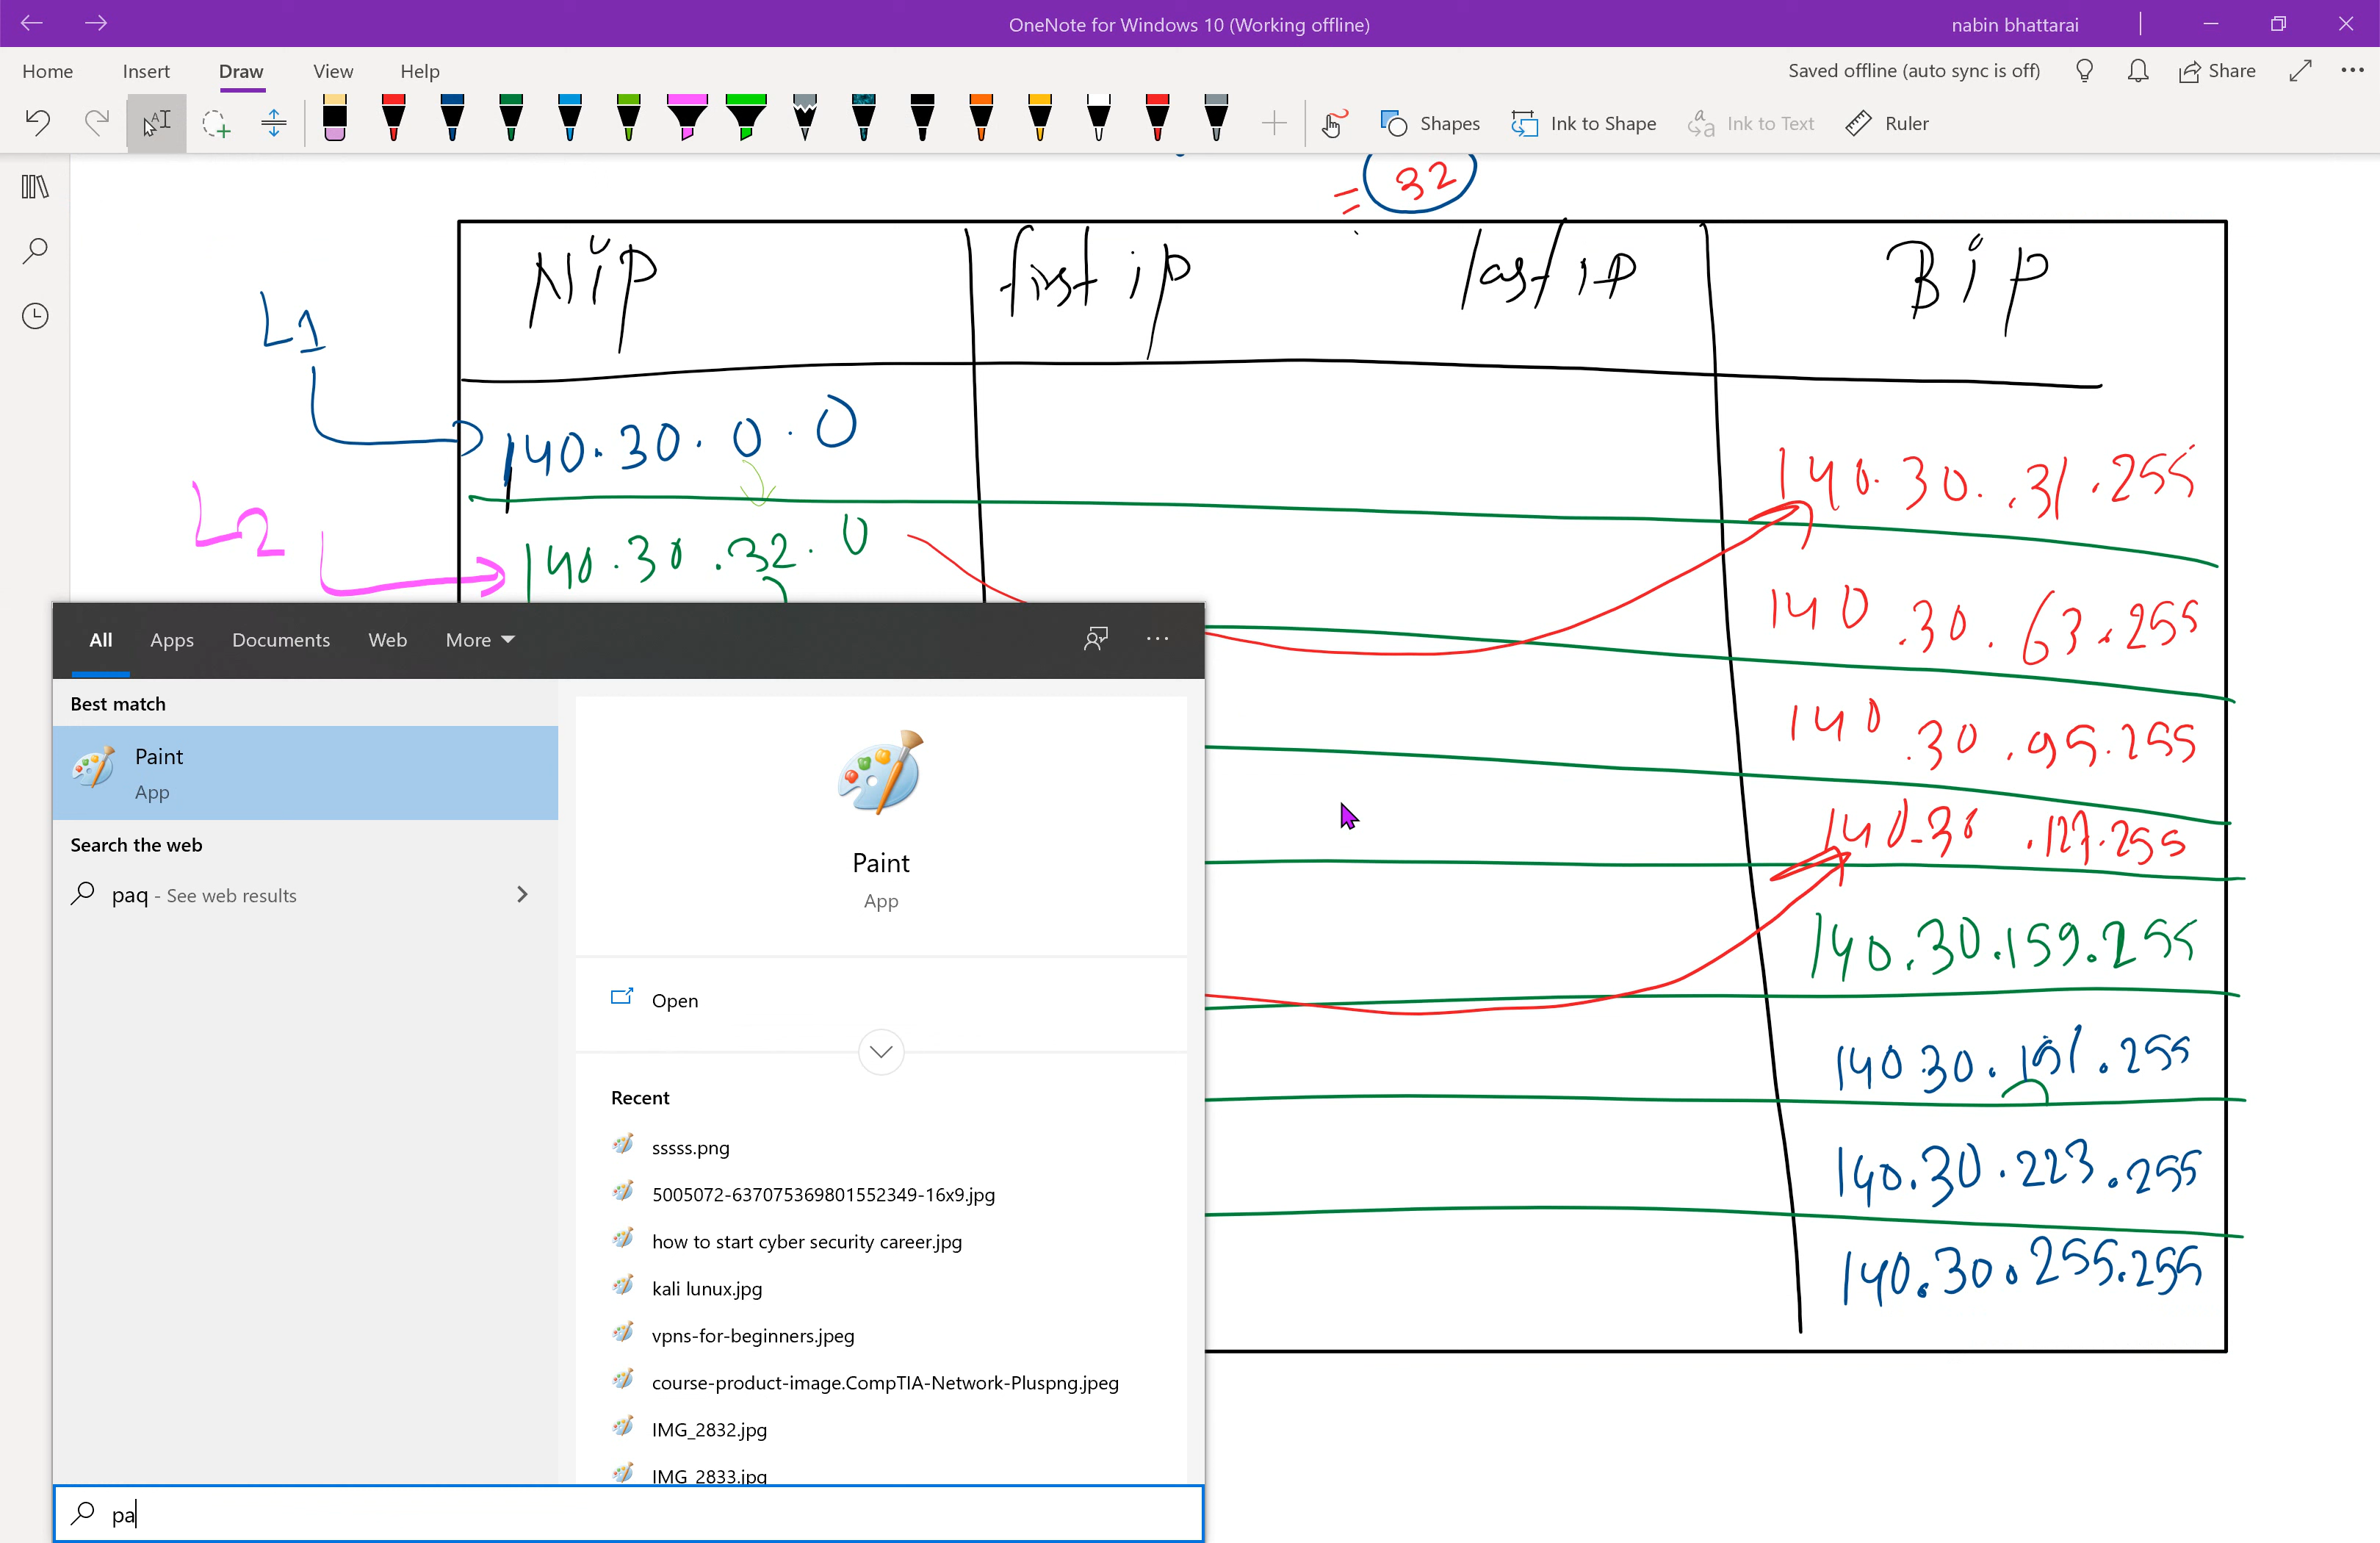 OneNote for Windows 10 (Working offline)
nabin bhattarai
Home Insert Draw View Help
Saved offline (auto sync is off)
Share
Shapes
Ink to Shape
Ink to Text
Ruler
= 32
Nip first ip last ip Bip
L1
140.30.0.0
140.30..31.255
L2
140.30.32.0
140.30.63.255
140.30.95.255
140-30.127.255
140.30.159.255
140 30.191.255
140.30.223.255
140.30.255.255
All Apps Documents Web More
Best match
Paint
App
Search the web
paq - See web results
Paint
App
Open
Recent
sssss.png
5005072-637075369801552349-16x9.jpg
how to start cyber security career.jpg
kali lunux.jpg
vpns-for-beginners.jpeg
course-product-image.CompTIA-Network-Pluspng.jpeg
IMG_2832.jpg
IMG_2833.jpg
pa